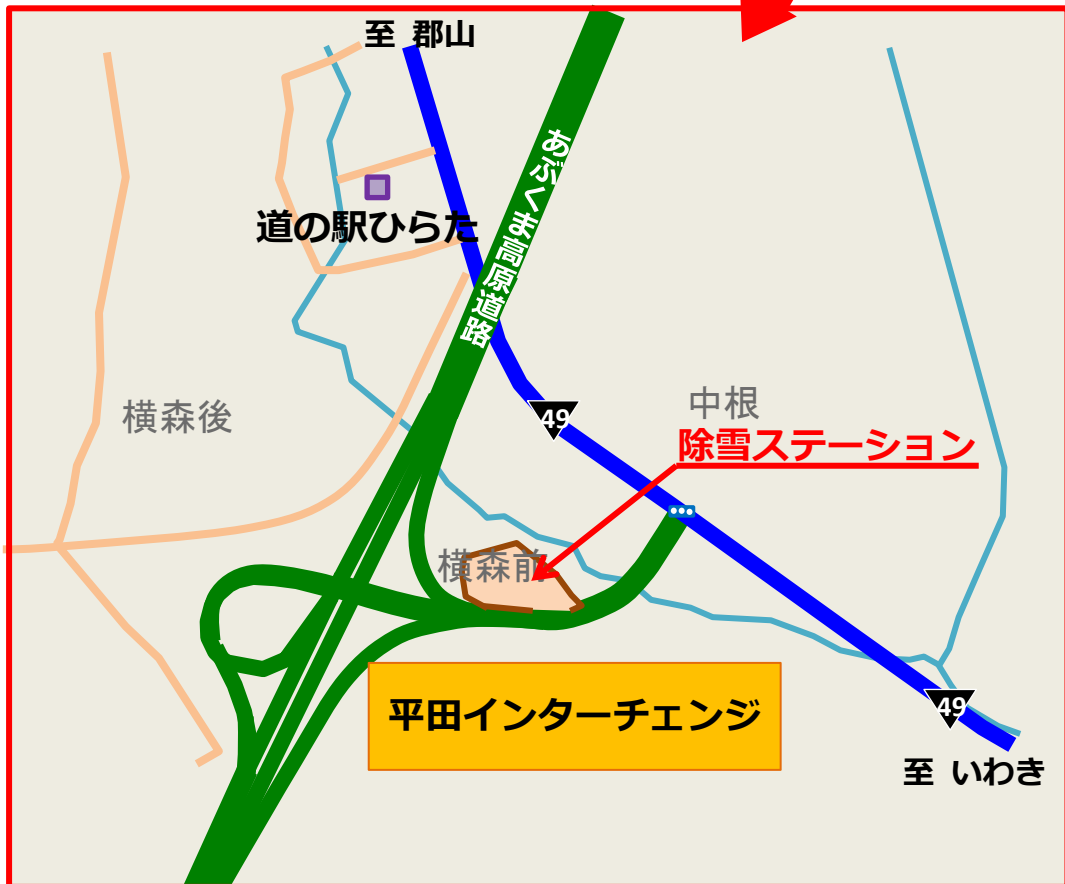 至 郡山
あぶくま高原道路
道の駅ひらた
横森後
49
中根
除雪ステーション
横森前
平田インターチェンジ
49
至 いわき